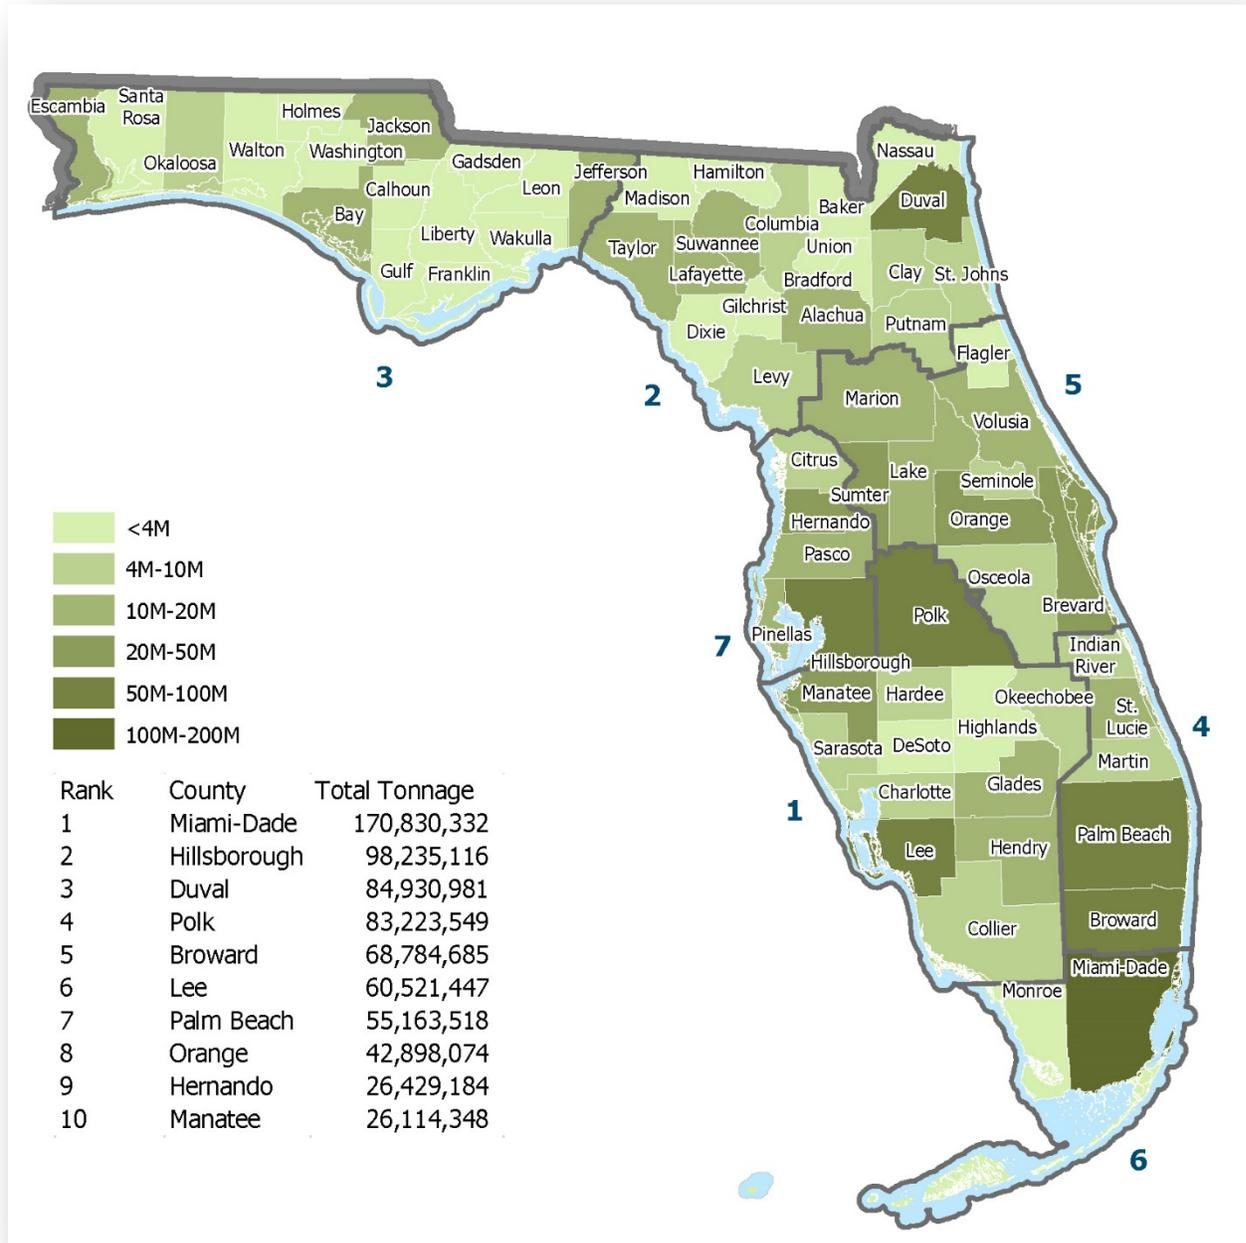 Escambia
Santa
Rosa
Okaloosa
Walton
Holmes
Washington
Jackson
Calhoun
Bay
Gulf
Gadsden
Leon
Liberty
Wakulla
Franklin
Jefferson
Madison
Hamilton
Taylor
Suwannee
Columbia
Lafayette
Baker
Nassau
Duval
Union
Bradford
Clay
St. Johns
Gilchrist
Dixie
Alachua
Putnam
Flagler
Levy
Marion
Volusia
Citrus
Lake
Seminole
Sumter
Hernando
Orange
Pasco
Osceola
Brevard
Polk
Pinellas
Hillsborough
Indian
River
Manatee
Hardee
Okeechobee
St.
Lucie
Highlands
Sarasota
DeSoto
Martin
Charlotte
Glades
Lee
Hendry
Palm Beach
Collier
Broward
Miami-Dade
Monroe
3
2
5
7
4
1
6
<4M
4M-10M
10M-20M
20M-50M
50M-100M
100M-200M
Rank County Total Tonnage
1 Miami-Dade 170,830,332
2 Hillsborough 98,235,116
3 Duval 84,930,981
4 Polk 83,223,549
5 Broward 68,784,685
6 Lee 60,521,447
7 Palm Beach 55,163,518
8 Orange 42,898,074
9 Hernando 26,429,184
10 Manatee 26,114,348